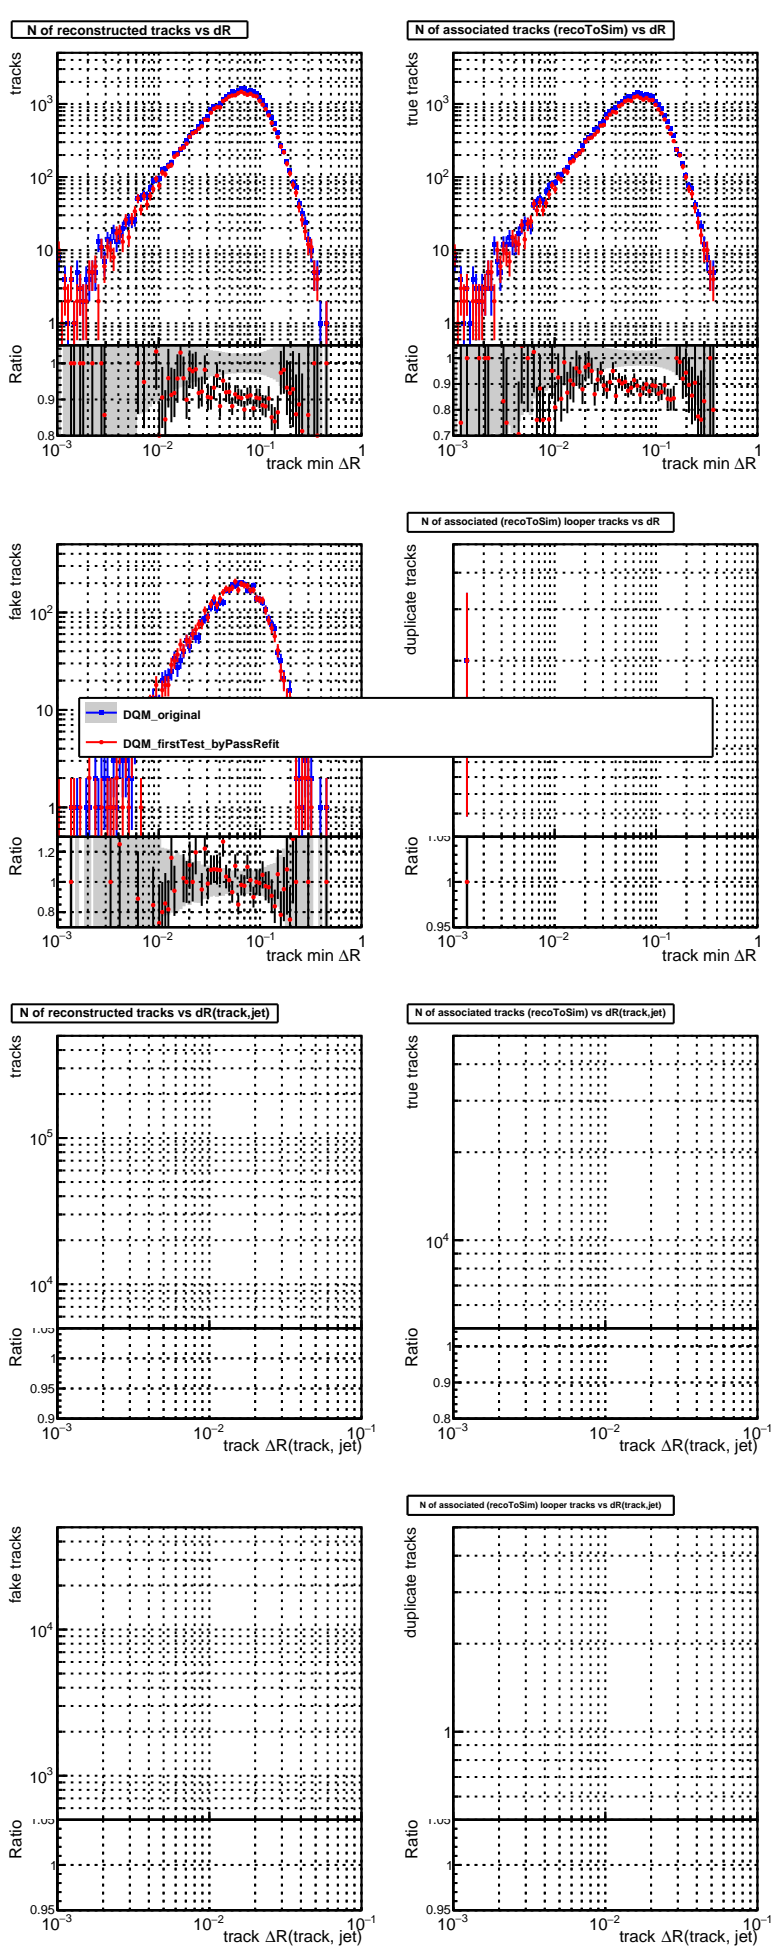 N of reconstructed tracks vs dR
tracks
10³
10²
10
1
Ratio
1
0.9
0.8
10⁻³ 10⁻² 10⁻¹ 1
track min ΔR
N of associated tracks (recoToSim) vs dR
true tracks
10³
10²
10
1
Ratio
1
0.9
0.8
0.7
10⁻³ 10⁻² 10⁻¹ 1
track min ΔR
fake tracks
10²
10
1
Ratio
1.2
1
0.8
10⁻³ 10⁻² 10⁻¹ 1
track min ΔR
N of associated (recoToSim) looper tracks vs dR
duplicate tracks
Ratio
1.05
1
0.95
10⁻³ 10⁻² 10⁻¹ 1
track min ΔR
DQM_original
DQM_firstTest_byPassRefit
N of reconstructed tracks vs dR(track,jet)
tracks
10⁵
10⁴
Ratio
1.05
1
0.95
0.9
10⁻³ 10⁻² 10⁻¹
track ΔR(track, jet)
N of associated tracks (recoToSim) vs dR(track,jet)
true tracks
10⁴
Ratio
1
0.9
0.8
10⁻³ 10⁻² 10⁻¹
track ΔR(track, jet)
fake tracks
10⁴
10³
Ratio
1.05
1
0.95
10⁻³ 10⁻² 10⁻¹
track ΔR(track, jet)
N of associated (recoToSim) looper tracks vs dR(track,jet)
duplicate tracks
1
Ratio
1.05
1
0.95
10⁻³ 10⁻² 10⁻¹
track ΔR(track, jet)